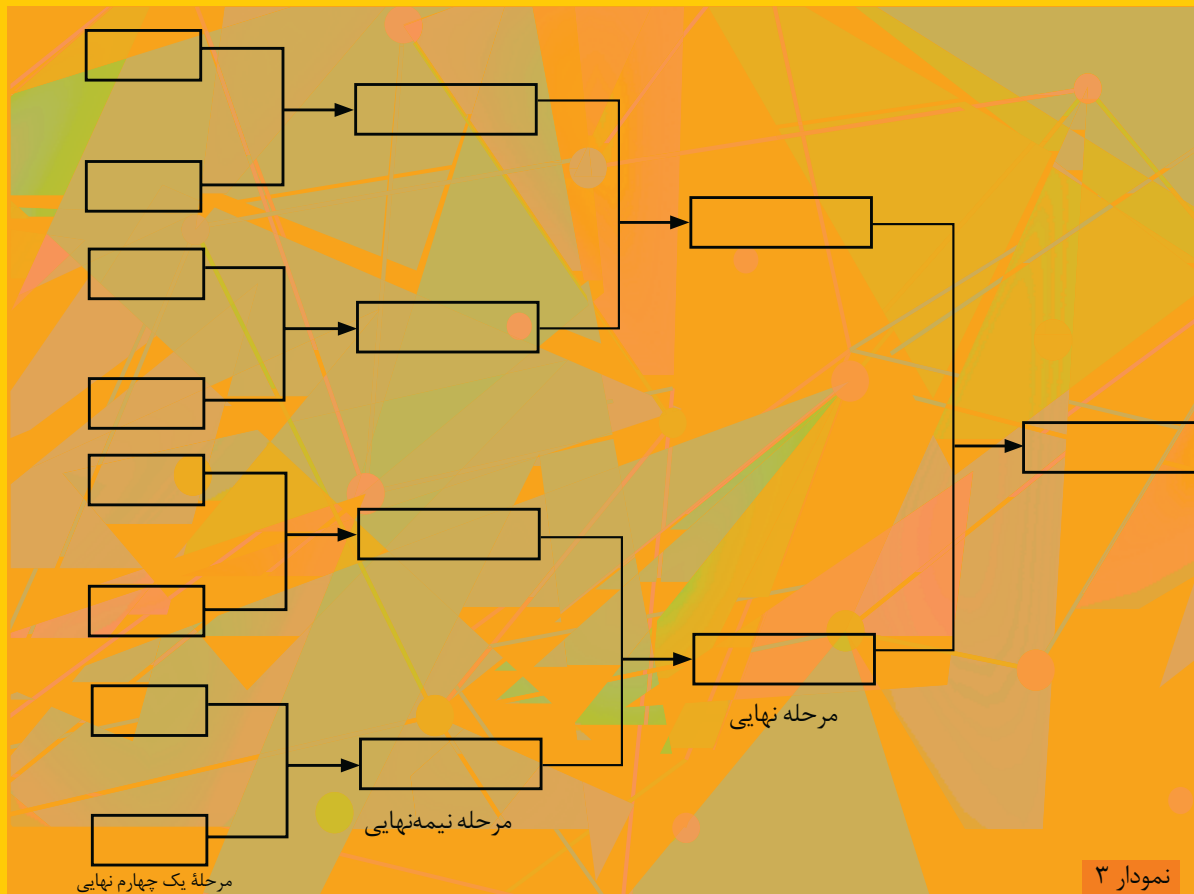 مرحله نهایی
مرحله نیمه‌نهایی
مرحلهٔ یک چهارم نهایی
نمودار ۳